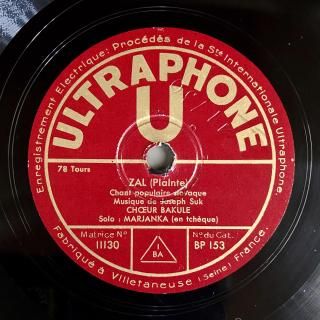 Enregistrement Electrique: Procédés de la Sté Internationale Ultraphone
ULTRAPHONE
U
78 Tours
ZAL (Plainte)
Chant populaire slovaque
Musique de Joseph Suk
CHŒUR BAKULE
Solo : MARJANKA (en tchèque)
Matrice No
11130
I
BA
No du Cat.
BP 153
Fabriqué à Villetaneuse (Seine) France.